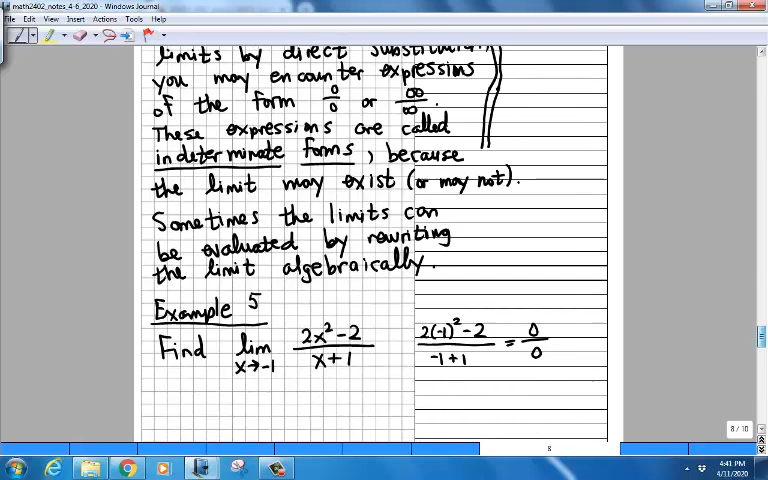 math2402_notes_4-6_2020 - Windows Journal
File Edit View Insert Actions Tools Help
limits by direct substitution,
you may encounter expressions
of the form 0/0 or ∞/∞.
These expressions are called
indeterminate forms, because
the limit may exist (or may not).
Sometimes the limits can
be evaluated by rewriting
the limit algebraically.
Example 5
Find lim x→-1 (2x² - 2)/(x + 1) (2(-1)² - 2)/(-1 + 1) = 0/0
8 / 10
8
4:41 PM
4/11/2020